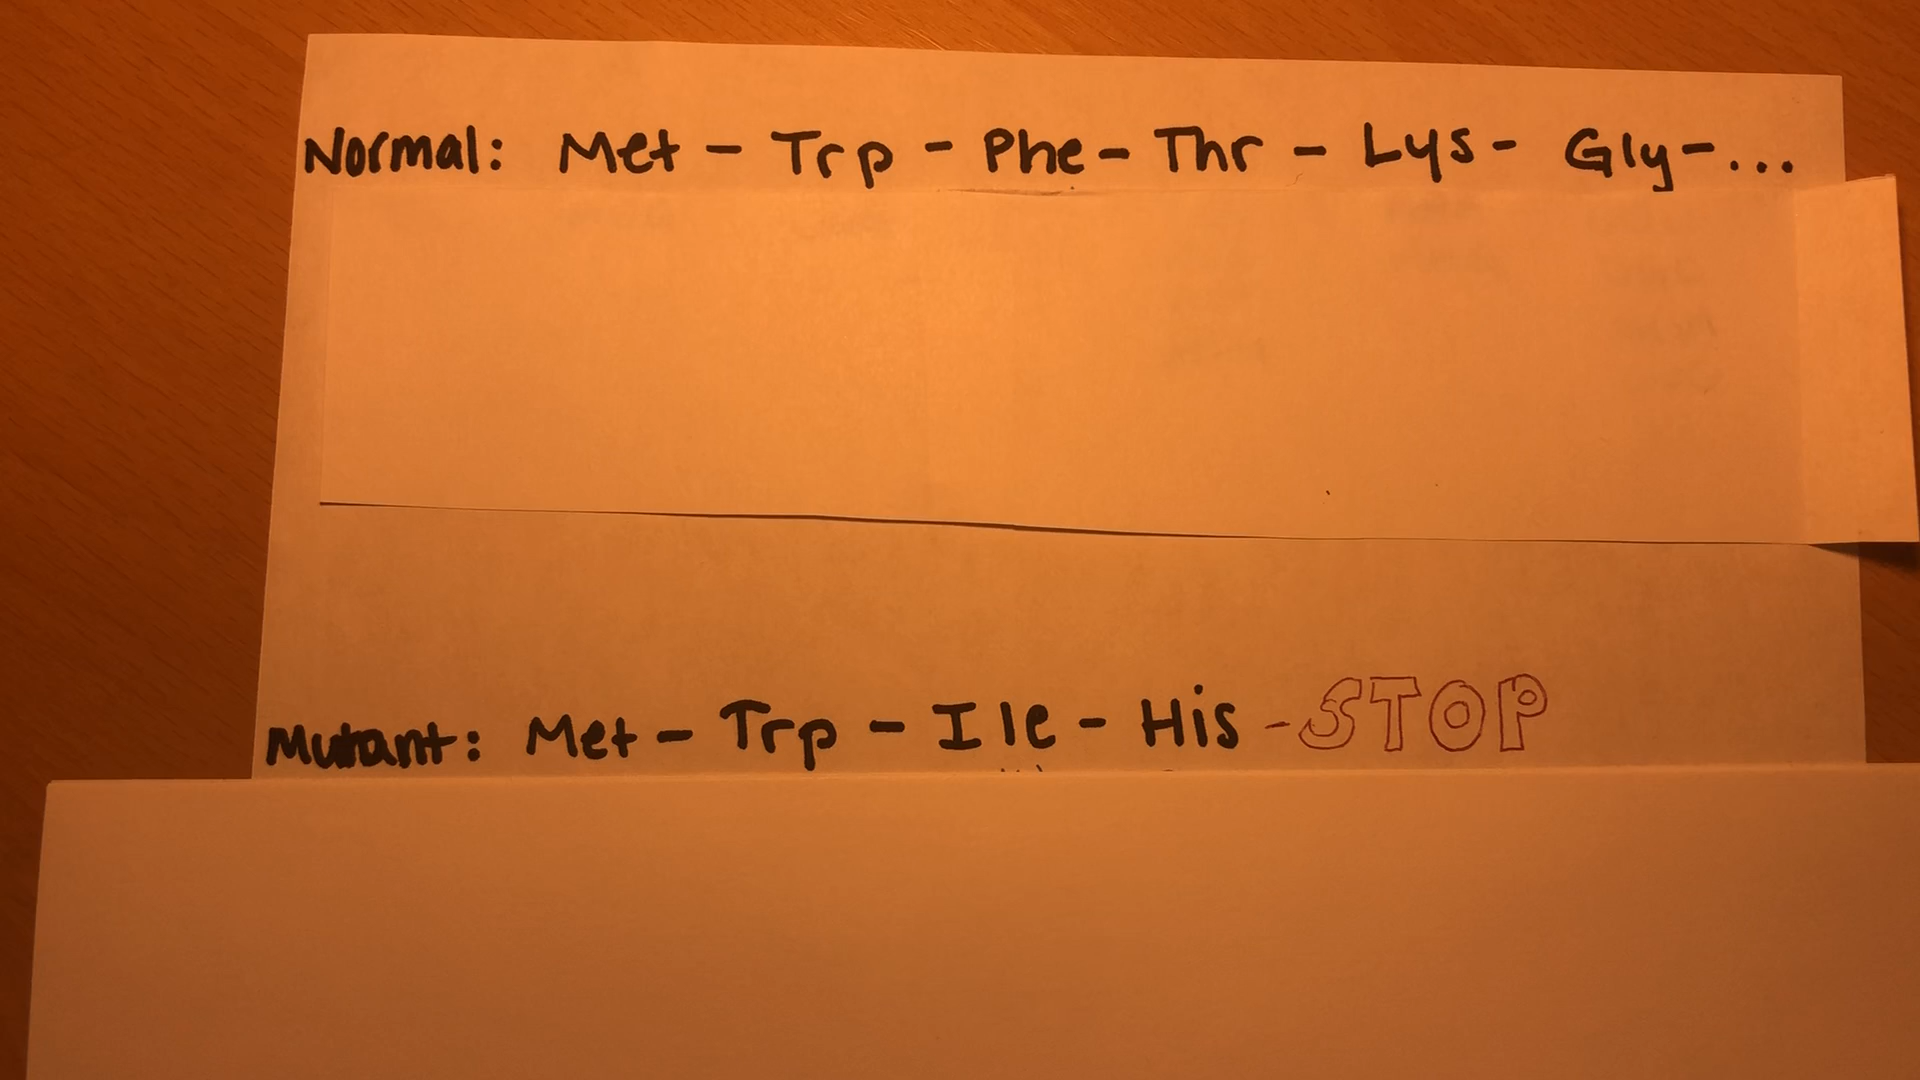 Normal: Met - Trp - Phe - Thr - Lys - Gly - ...
Mutant: Met - Trp - Ile - His - STOP